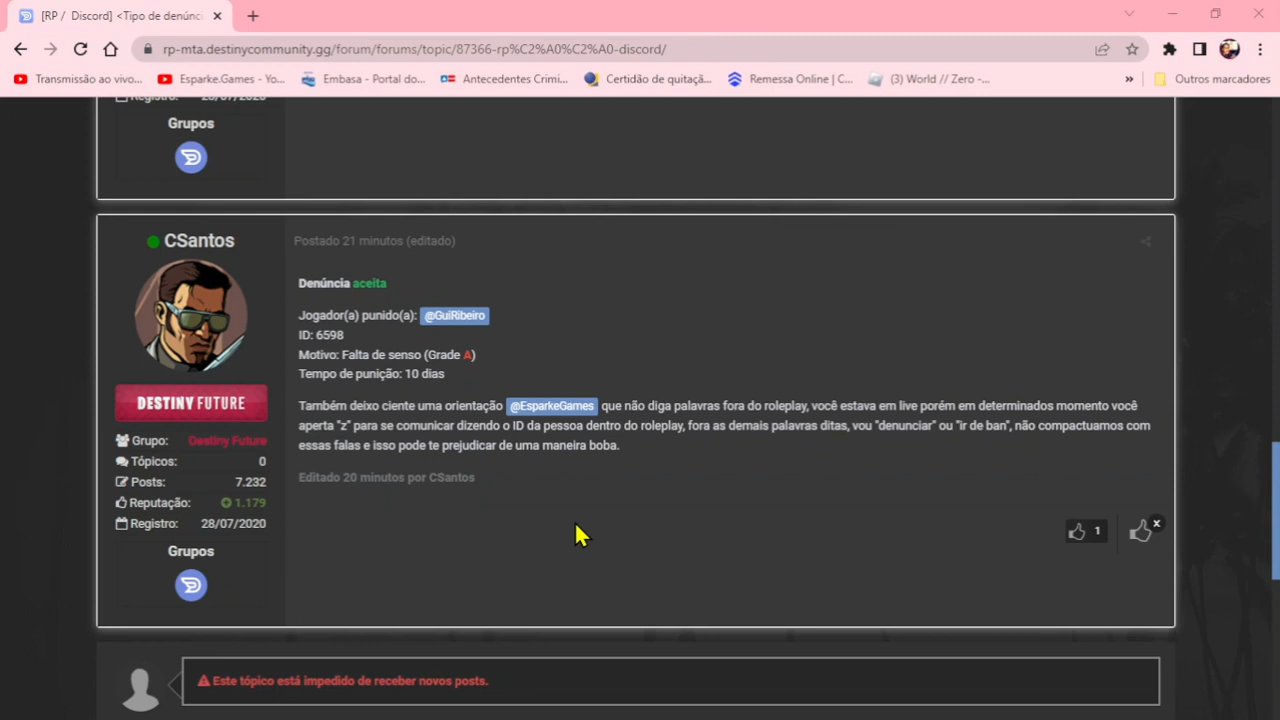 [RP / Discord] <Tipo de denúnci
rp-mta.destinycommunity.gg/forum/forums/topic/87366-rp%C2%A0%C2%A0-discord/
Transmissão ao vivo...
Esparke.Games - Yo...
Embasa - Portal do...
Antecedentes Crimi...
Certidão de quitaçã...
Remessa Online | C...
(3) World // Zero -...
»
Outros marcadores
Registro: 28/07/2020
Grupos
CSantos
Postado 21 minutos (editado)
Denúncia aceita
Jogador(a) punido(a): @GuiRibeiro
ID: 6598
Motivo: Falta de senso (Grade A)
Tempo de punição: 10 dias
Também deixo ciente uma orientação @EsparkeGames que não diga palavras fora do roleplay, você estava em live porém em determinados momento você
aperta "z" para se comunicar dizendo o ID da pessoa dentro do roleplay, fora as demais palavras ditas, vou "denunciar" ou "ir de ban", não compactuamos com
essas falas e isso pode te prejudicar de uma maneira boba.
Editado 20 minutos por CSantos
DESTINY FUTURE
Grupo: Destiny Future
Tópicos: 0
Posts: 7.232
Reputação: 1.179
Registro: 28/07/2020
Grupos
1
x
Este tópico está impedido de receber novos posts.